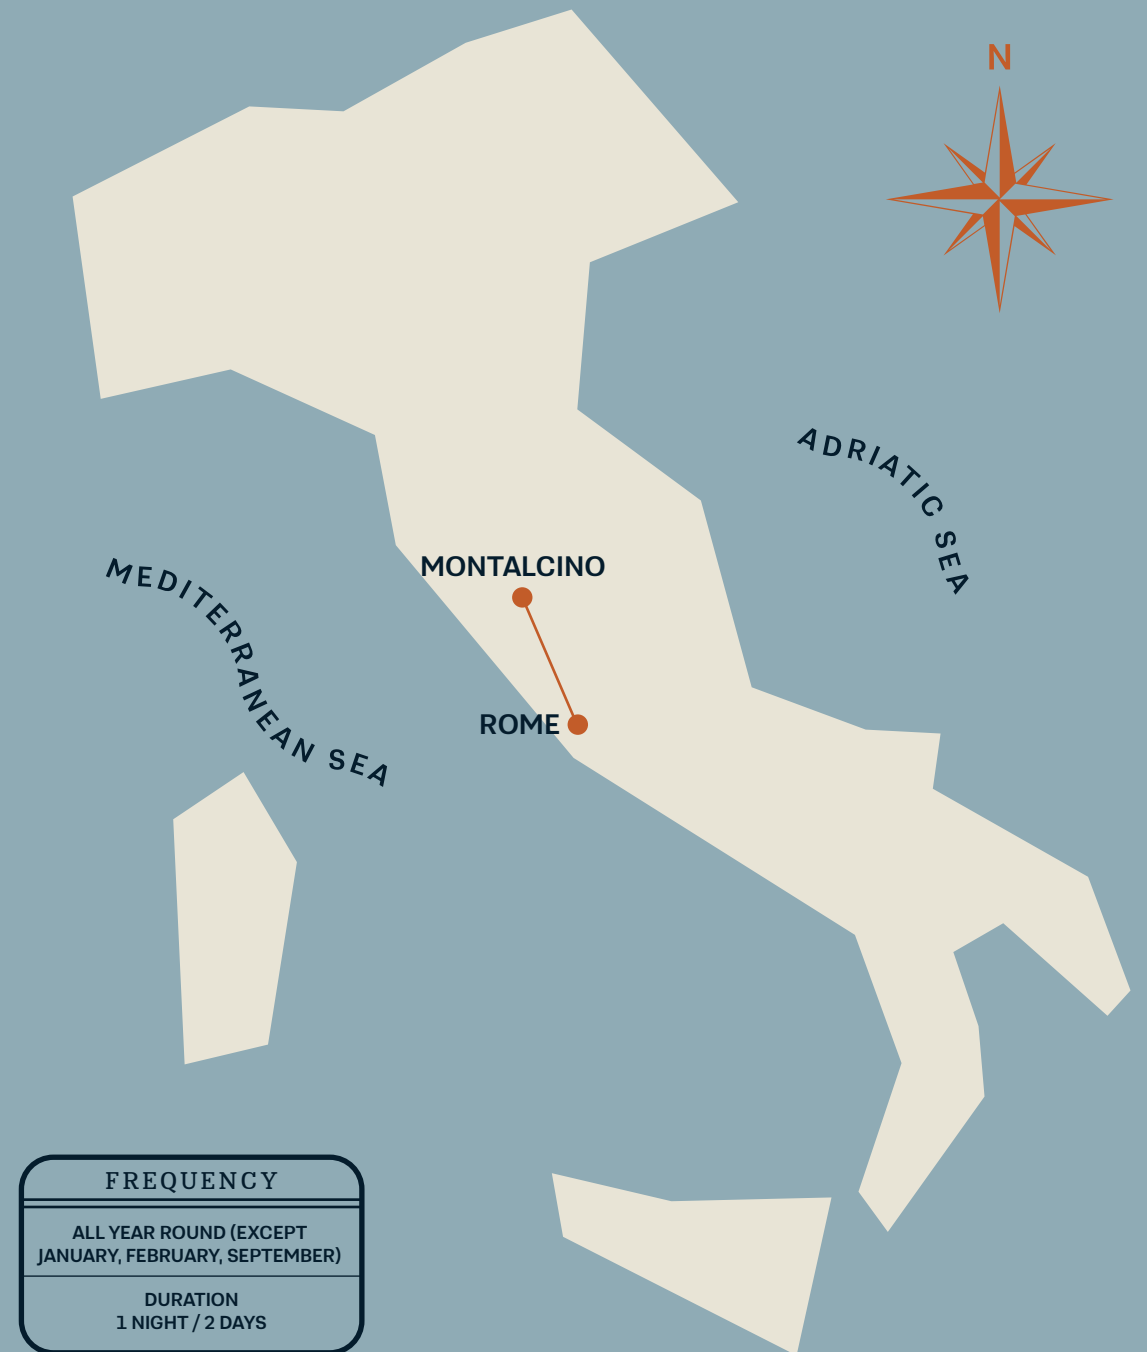 N
ADRIATIC SEA
MONTALCINO
MEDITERRANEAN SEA
ROME
FREQUENCY
ALL YEAR ROUND (EXCEPT
JANUARY, FEBRUARY, SEPTEMBER)
DURATION
1 NIGHT / 2 DAYS